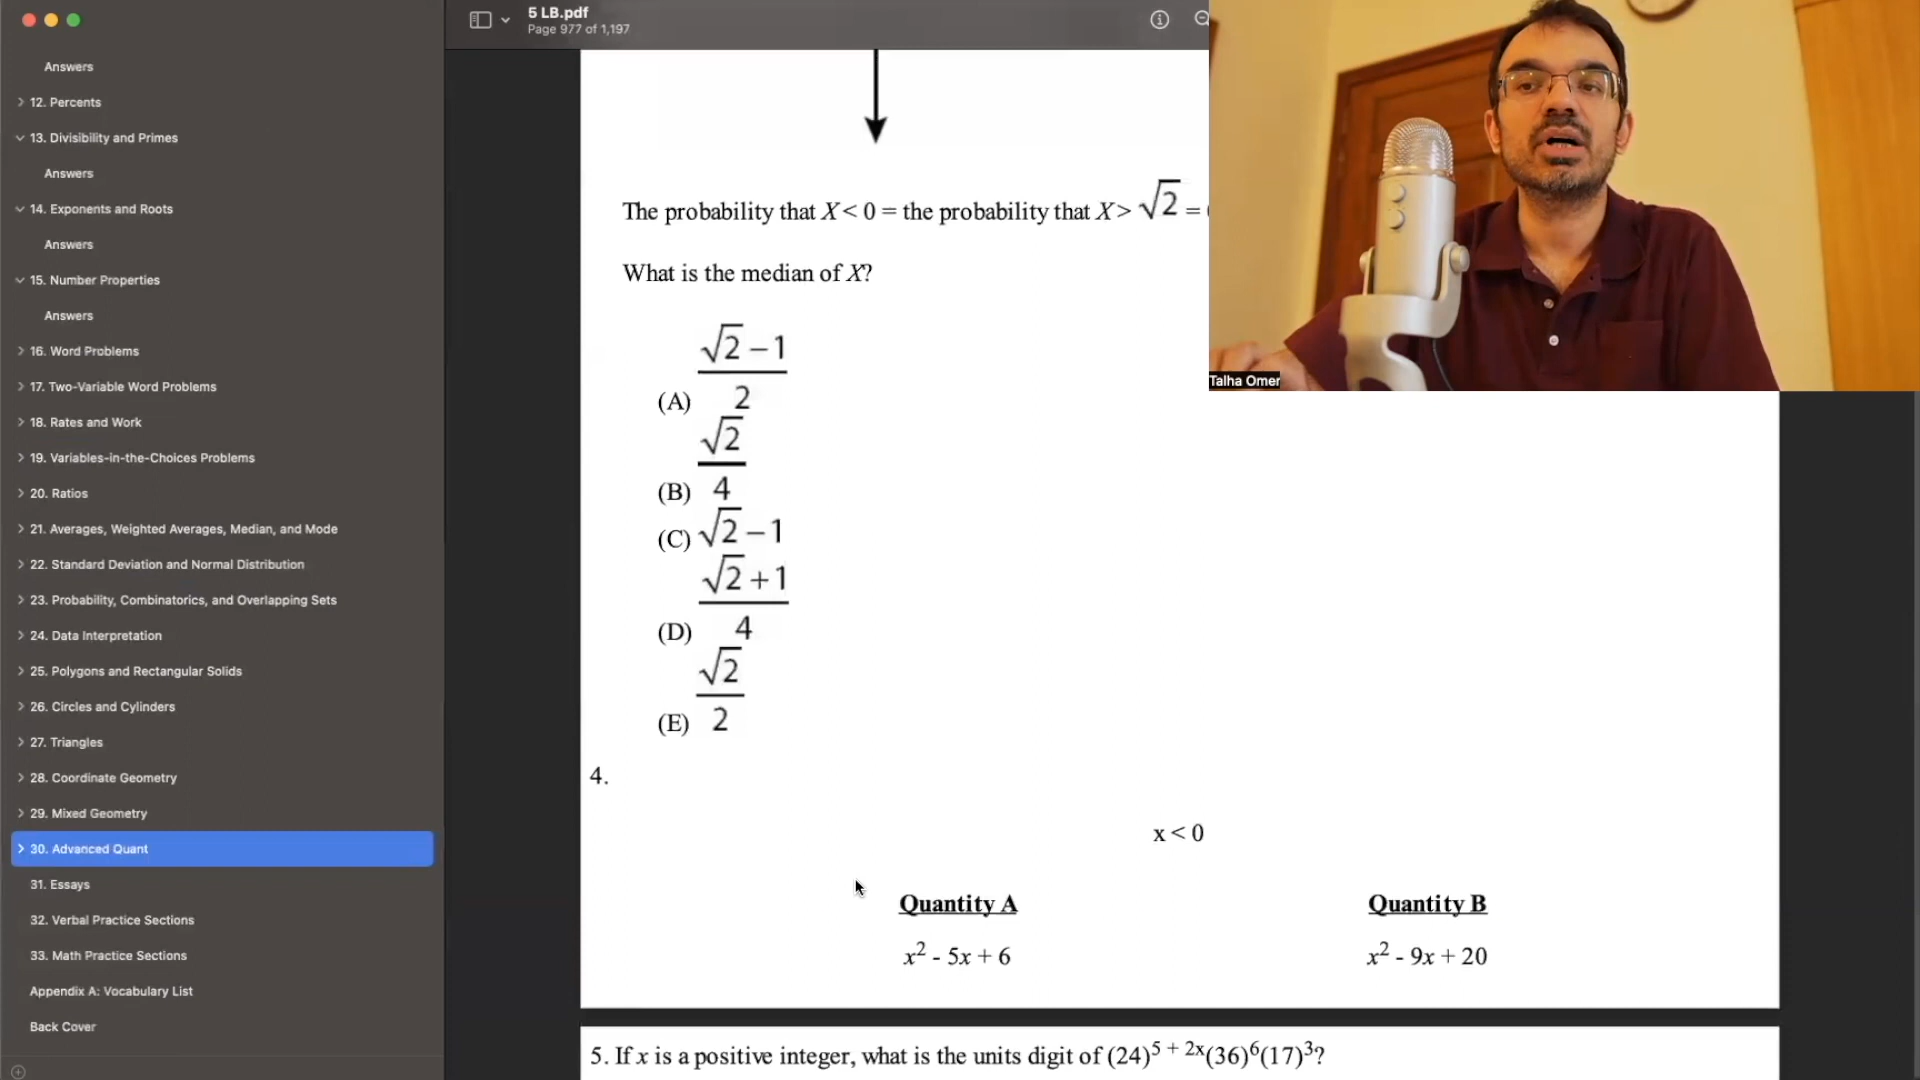 5 LB.pdf
Page 977 of 1,197
Answers
12. Percents
13. Divisibility and Primes
Answers
14. Exponents and Roots
Answers
15. Number Properties
Answers
16. Word Problems
17. Two-Variable Word Problems
18. Rates and Work
19. Variables-in-the-Choices Problems
20. Ratios
21. Averages, Weighted Averages, Median, and Mode
22. Standard Deviation and Normal Distribution
23. Probability, Combinatorics, and Overlapping Sets
24. Data Interpretation
25. Polygons and Rectangular Solids
26. Circles and Cylinders
27. Triangles
28. Coordinate Geometry
29. Mixed Geometry
30. Advanced Quant
31. Essays
32. Verbal Practice Sections
33. Math Practice Sections
Appendix A: Vocabulary List
Back Cover
The probability that X < 0 = the probability that X > √2 =
What is the median of X?
(A) (√2 − 1)/2
(B) √2/4
(C) √2 − 1
(D) (√2 + 1)/4
(E) √2/2
4.
x < 0
Quantity A Quantity B
x² - 5x + 6 x² - 9x + 20
5. If x is a positive integer, what is the units digit of (24)⁵ ⁺ ²ˣ(36)⁶(17)³?
Talha Omer